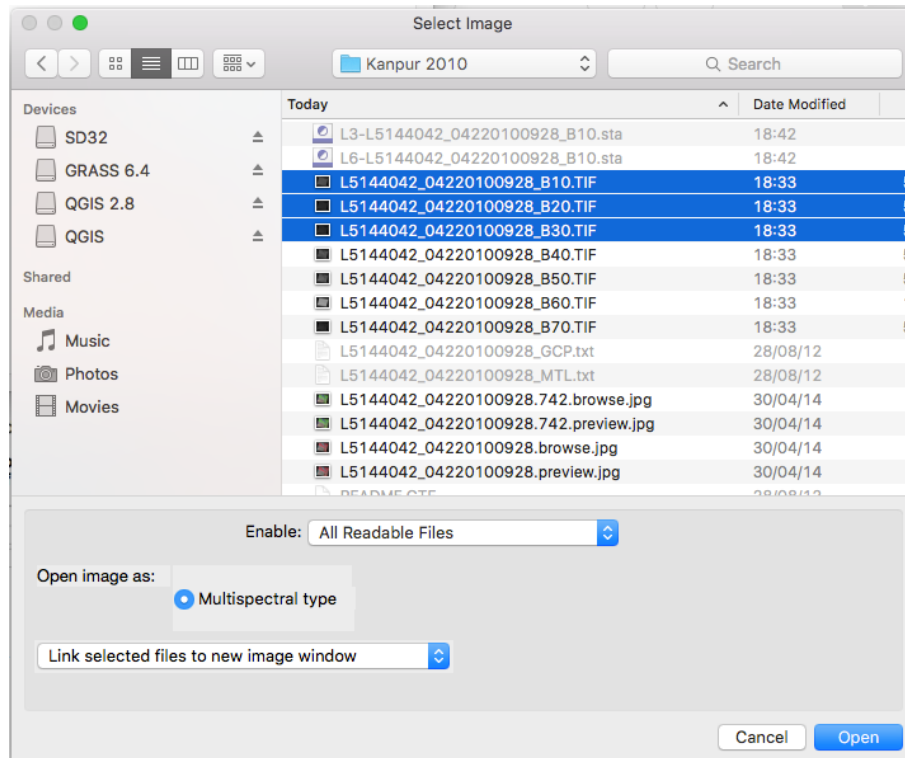 Select Image
Kanpur 2010
Search
Devices
SD32
GRASS 6.4
QGIS 2.8
QGIS
Shared
Media
Music
Photos
Movies
Today Date Modified
L3-L5144042_04220100928_B10.sta 18:42
L6-L5144042_04220100928_B10.sta 18:42
L5144042_04220100928_B10.TIF 18:33
L5144042_04220100928_B20.TIF 18:33
L5144042_04220100928_B30.TIF 18:33
L5144042_04220100928_B40.TIF 18:33
L5144042_04220100928_B50.TIF 18:33
L5144042_04220100928_B60.TIF 18:33
L5144042_04220100928_B70.TIF 18:33
L5144042_04220100928_GCP.txt 28/08/12
L5144042_04220100928_MTL.txt 28/08/12
L5144042_04220100928.742.browse.jpg 30/04/14
L5144042_04220100928.742.preview.jpg 30/04/14
L5144042_04220100928.browse.jpg 30/04/14
L5144042_04220100928.preview.jpg 30/04/14
README.GTF 28/08/12
Enable: All Readable Files
Open image as:
Multispectral type
Link selected files to new image window
Cancel Open